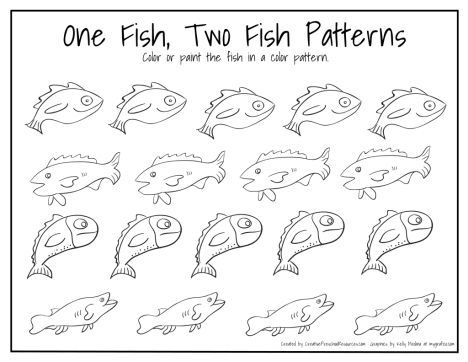 One Fish, Two Fish Patterns
Color or paint the fish in a color pattern.
Created by CreativePreschoolResources.com · Graphics by Kelly Medina at mygrafico.com